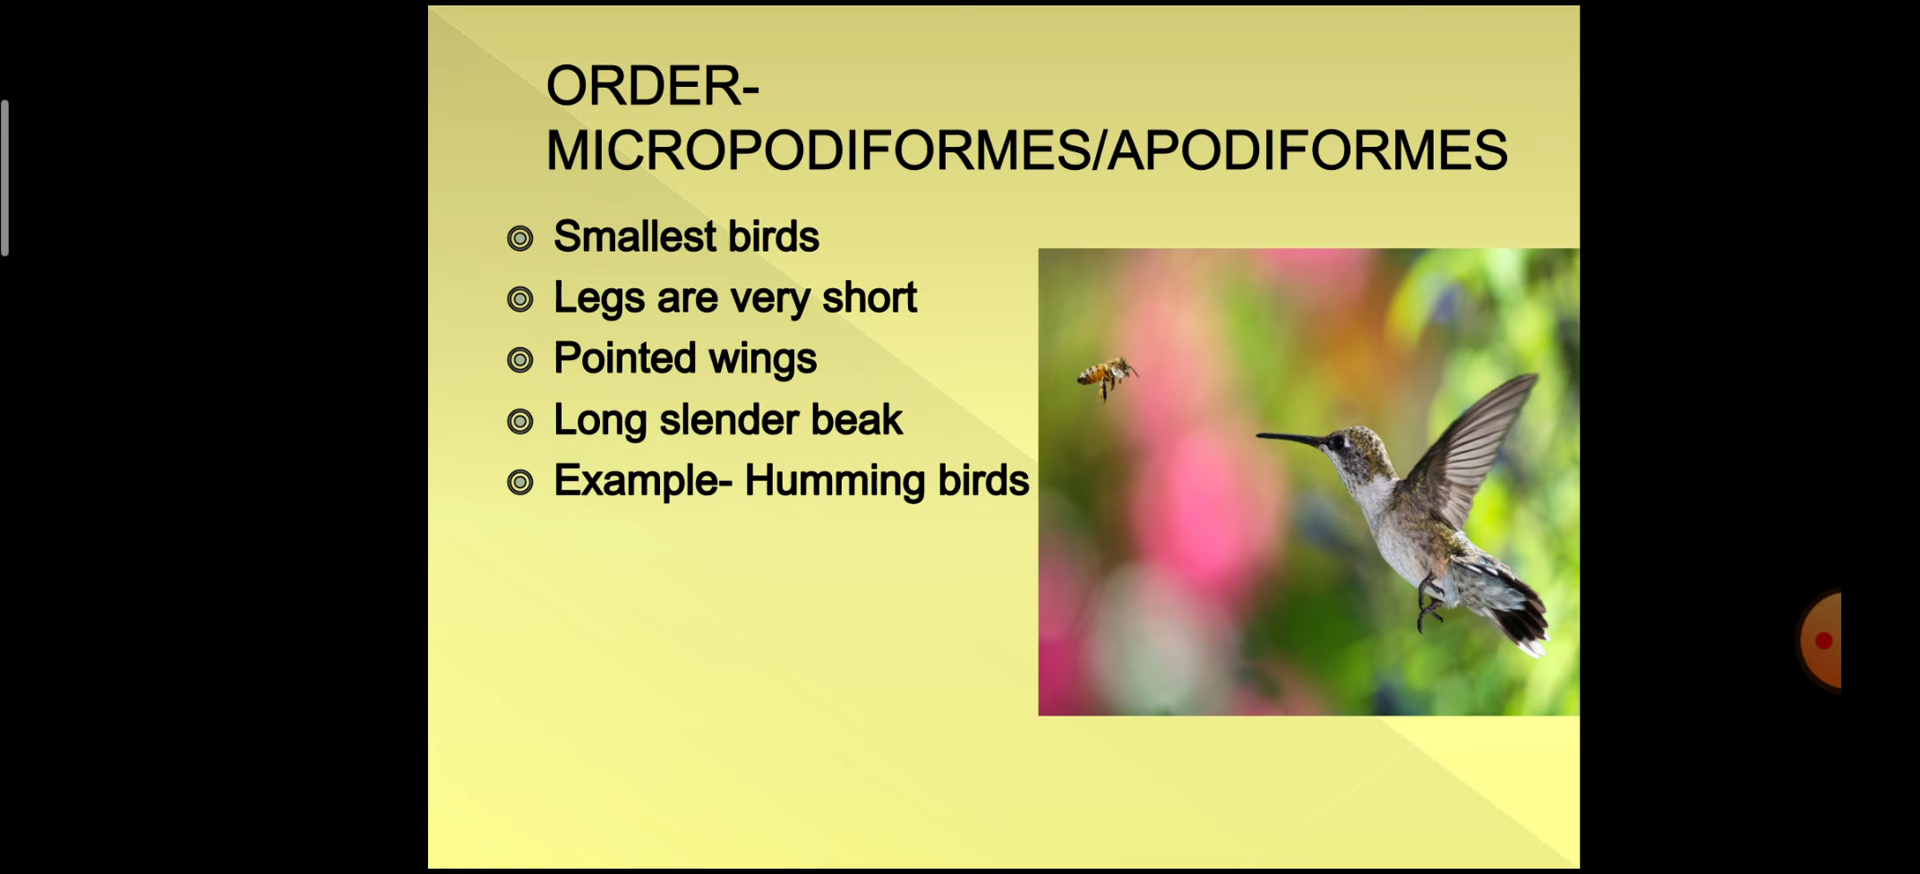 ORDER-
MICROPODIFORMES/APODIFORMES
Smallest birds
Legs are very short
Pointed wings
Long slender beak
Example- Humming birds